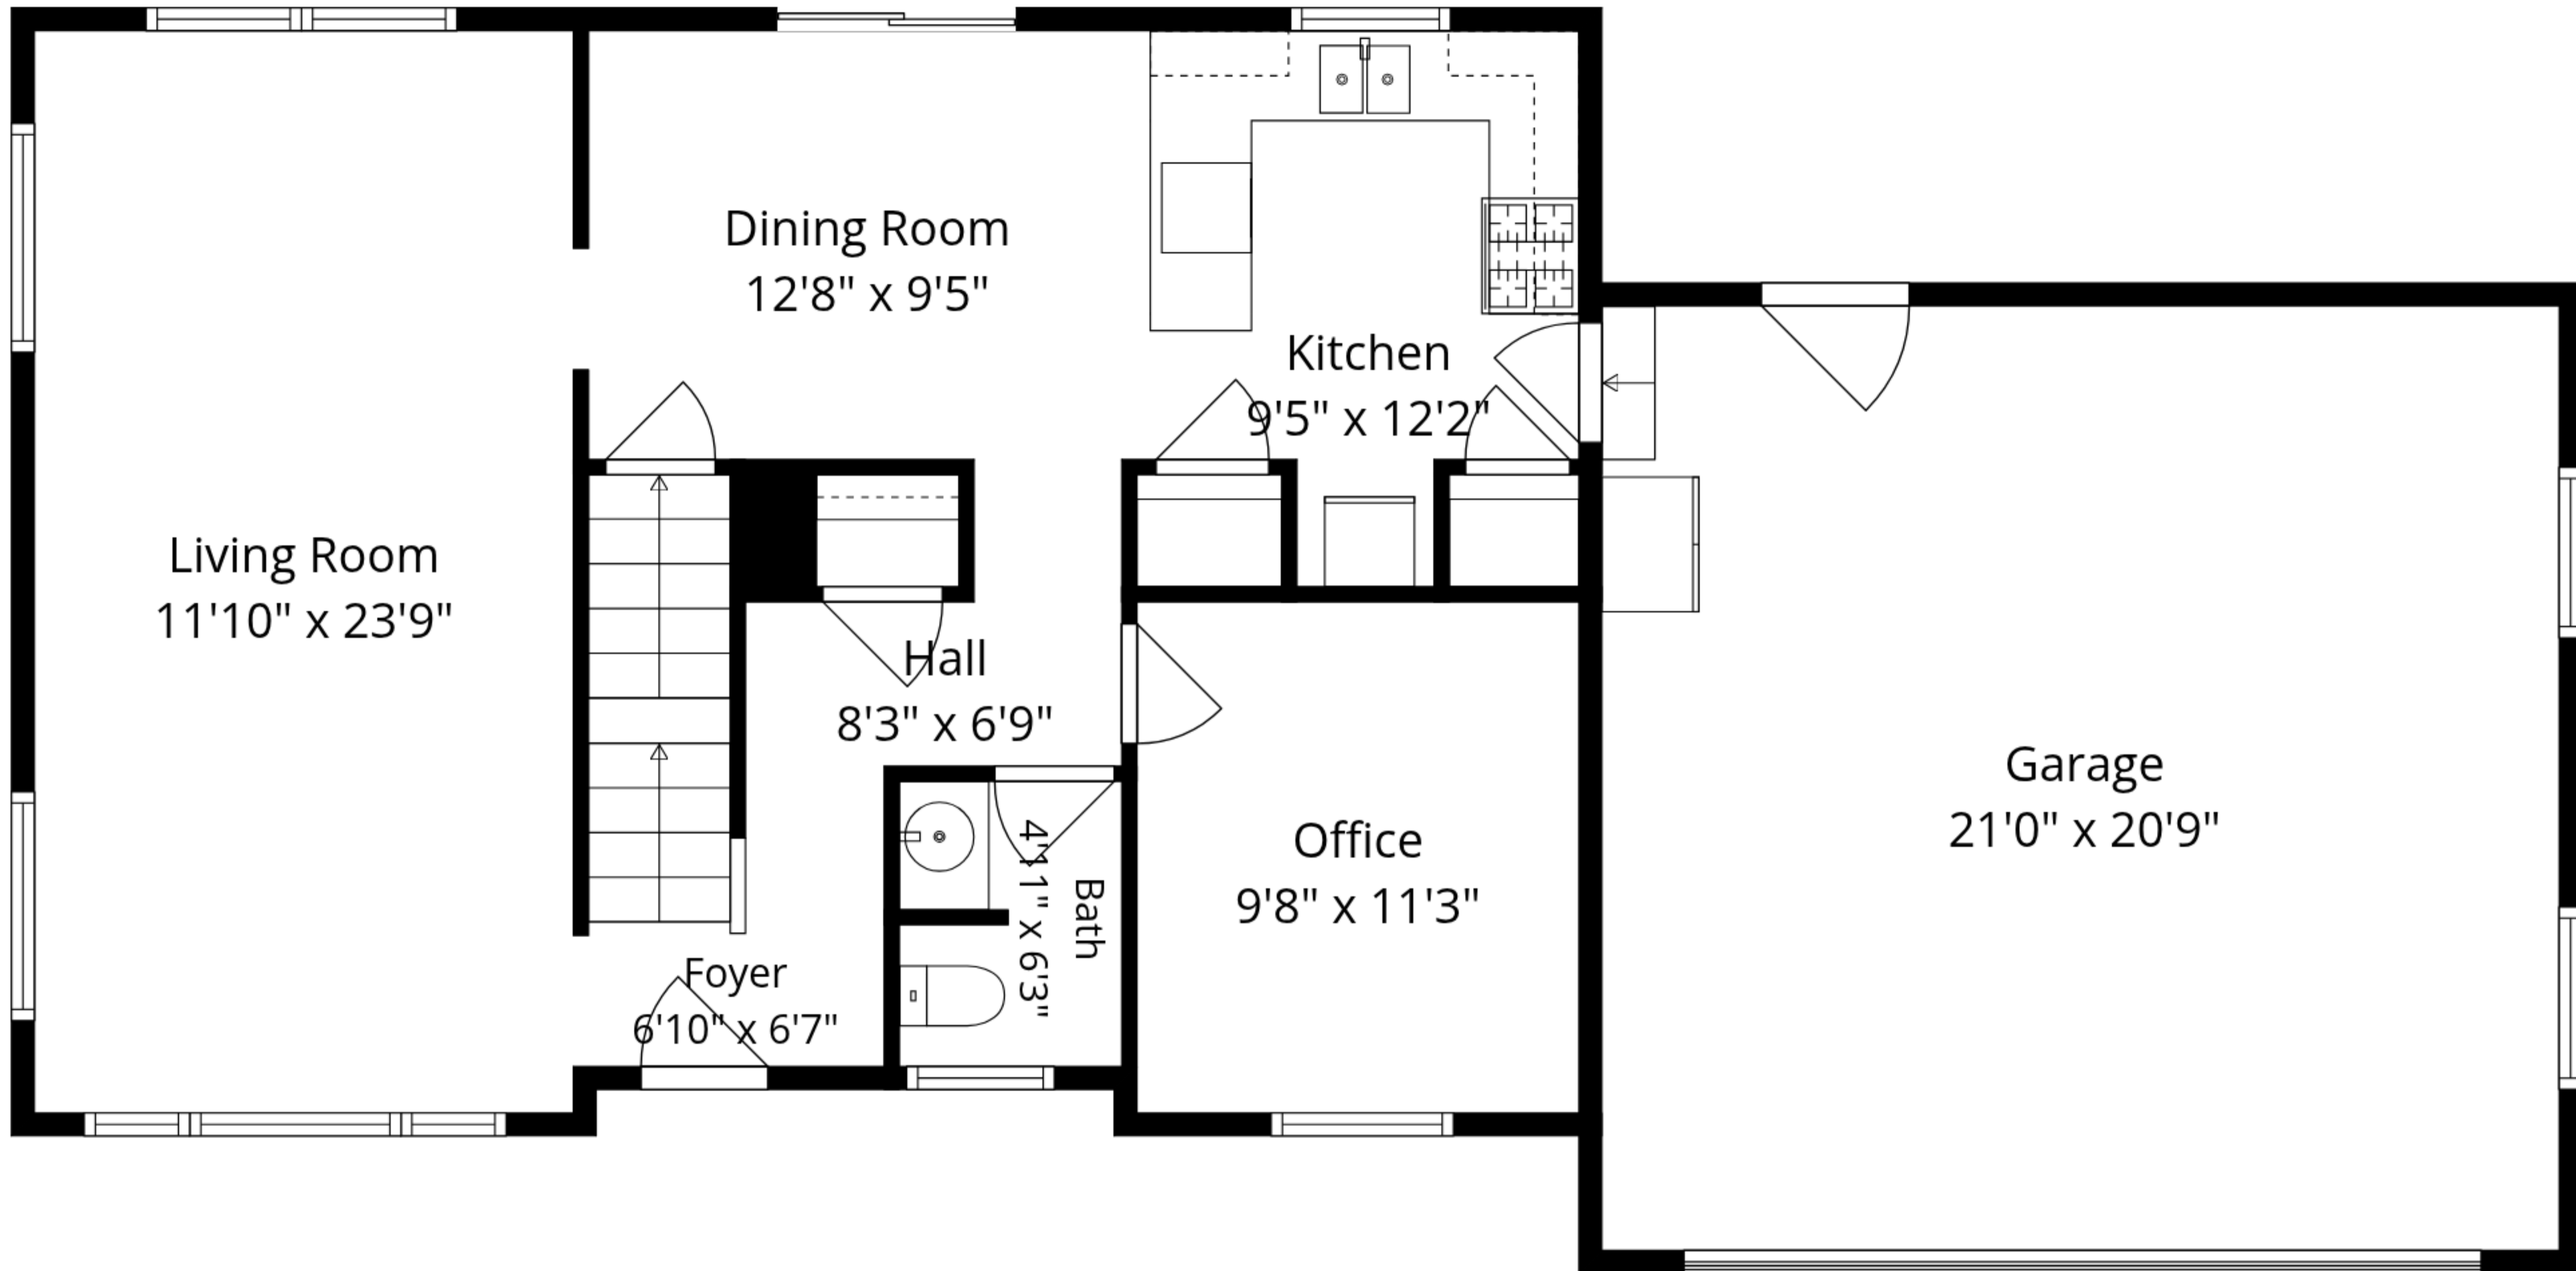 Dining Room
12'8" x 9'5"
Kitchen
9'5" x 12'2"
Living Room
11'10" x 23'9"
Hall
8'3" x 6'9"
Garage
21'0" x 20'9"
Office
9'8" x 11'3"
Bath
4'11" x 6'3"
Foyer
6'10" x 6'7"